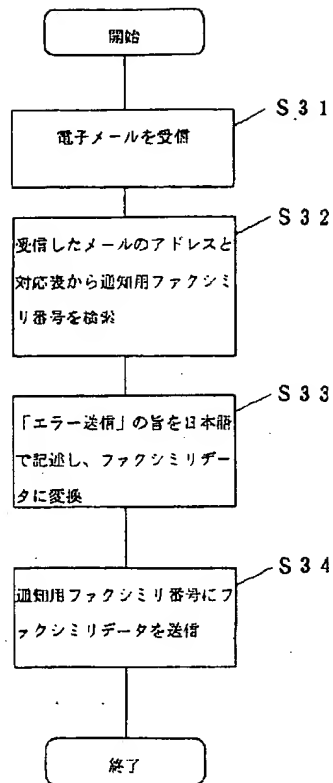 開始
S31
電子メールを受信
S32
受信したメールのアドレスと
対応表から通知用ファクシミ
リ番号を検索
S33
「エラー送信」の旨を日本語
で記述し、ファクシミリデー
タに変換
S34
通知用ファクシミリ番号にフ
ァクシミリデータを送信
終了